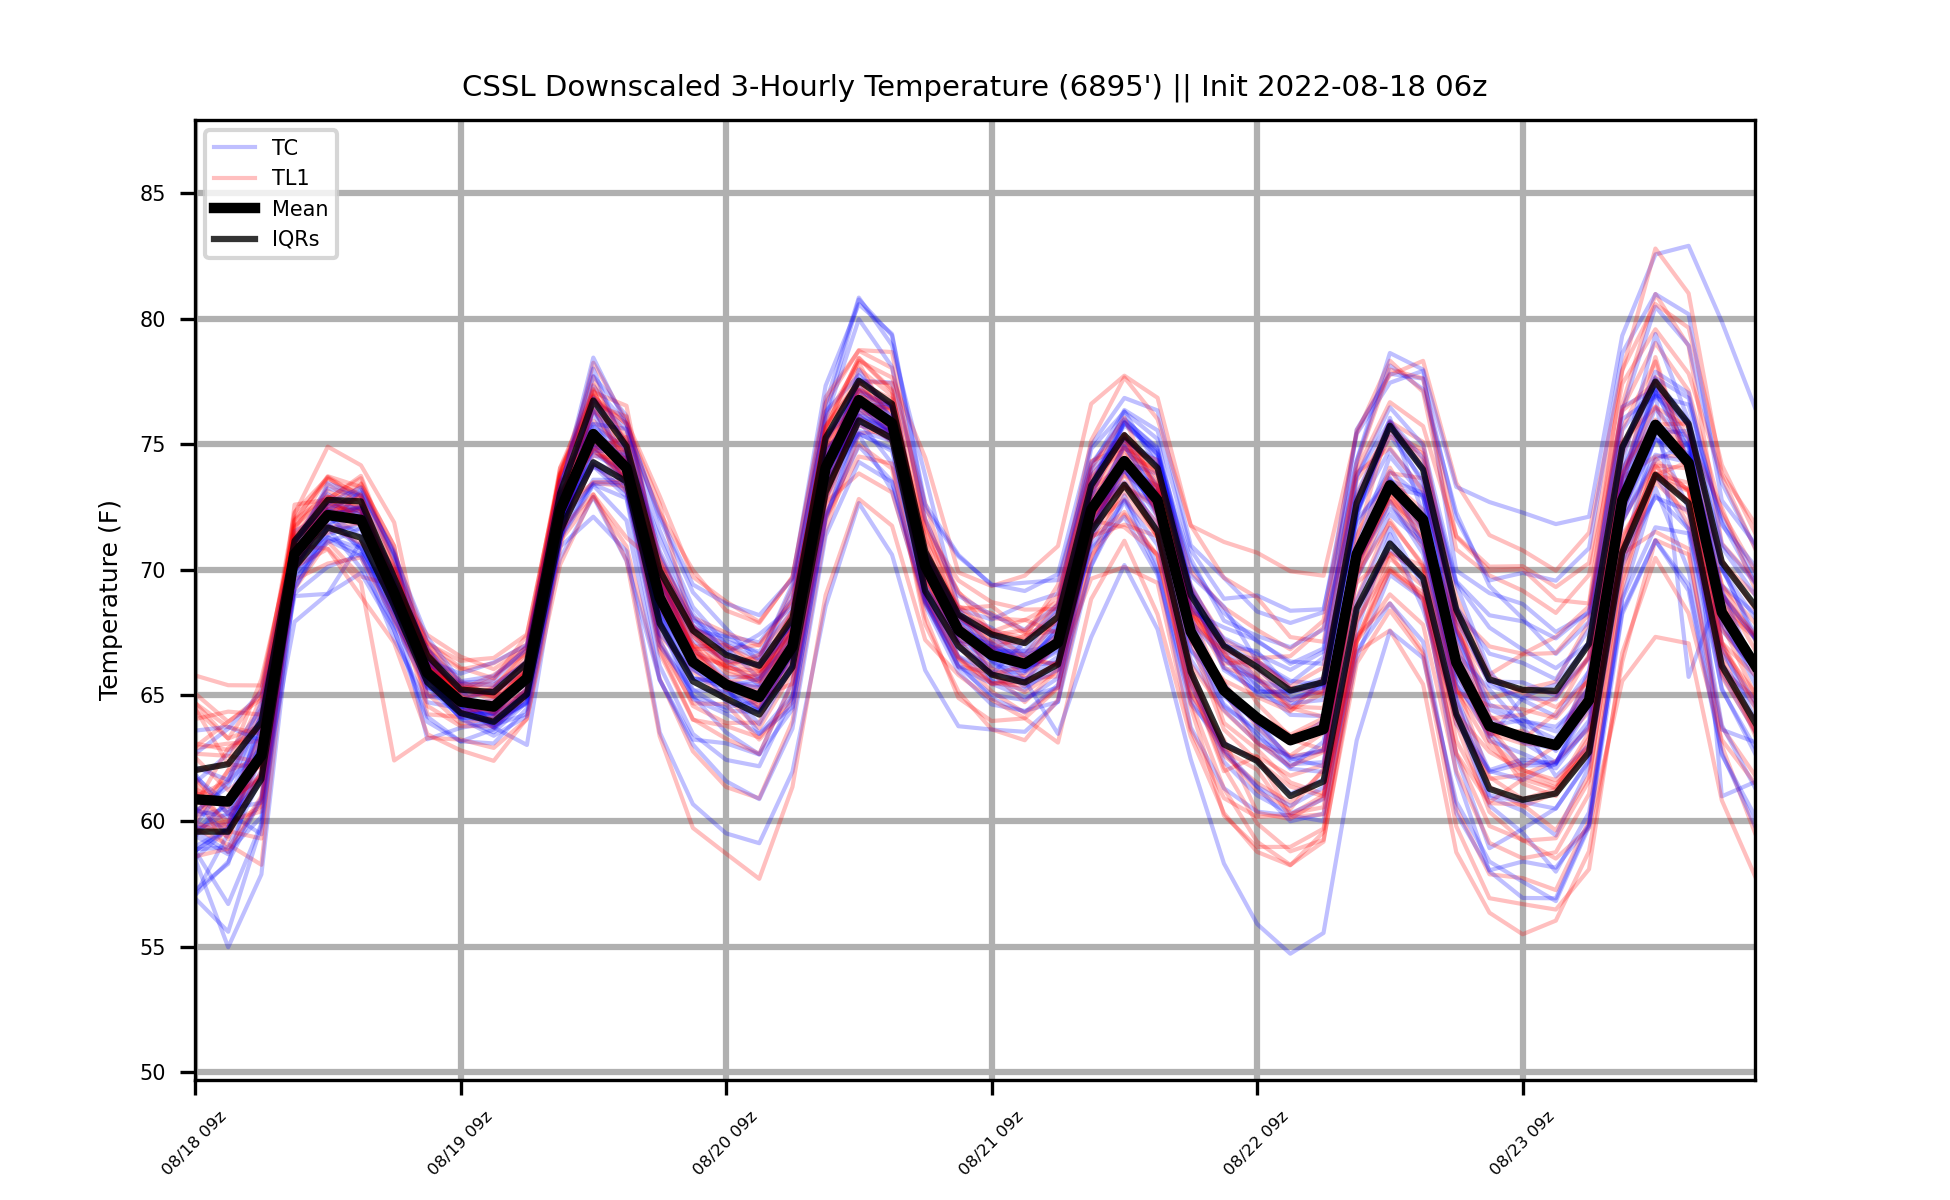 CSSL Downscaled 3-Hourly Temperature (6895') || Init 2022-08-18 06z
TC
TL1
Mean
IQRs
Temperature (F)
85
80
75
70
65
60
55
50
08/18 09z
08/19 09z
08/20 09z
08/21 09z
08/22 09z
08/23 09z